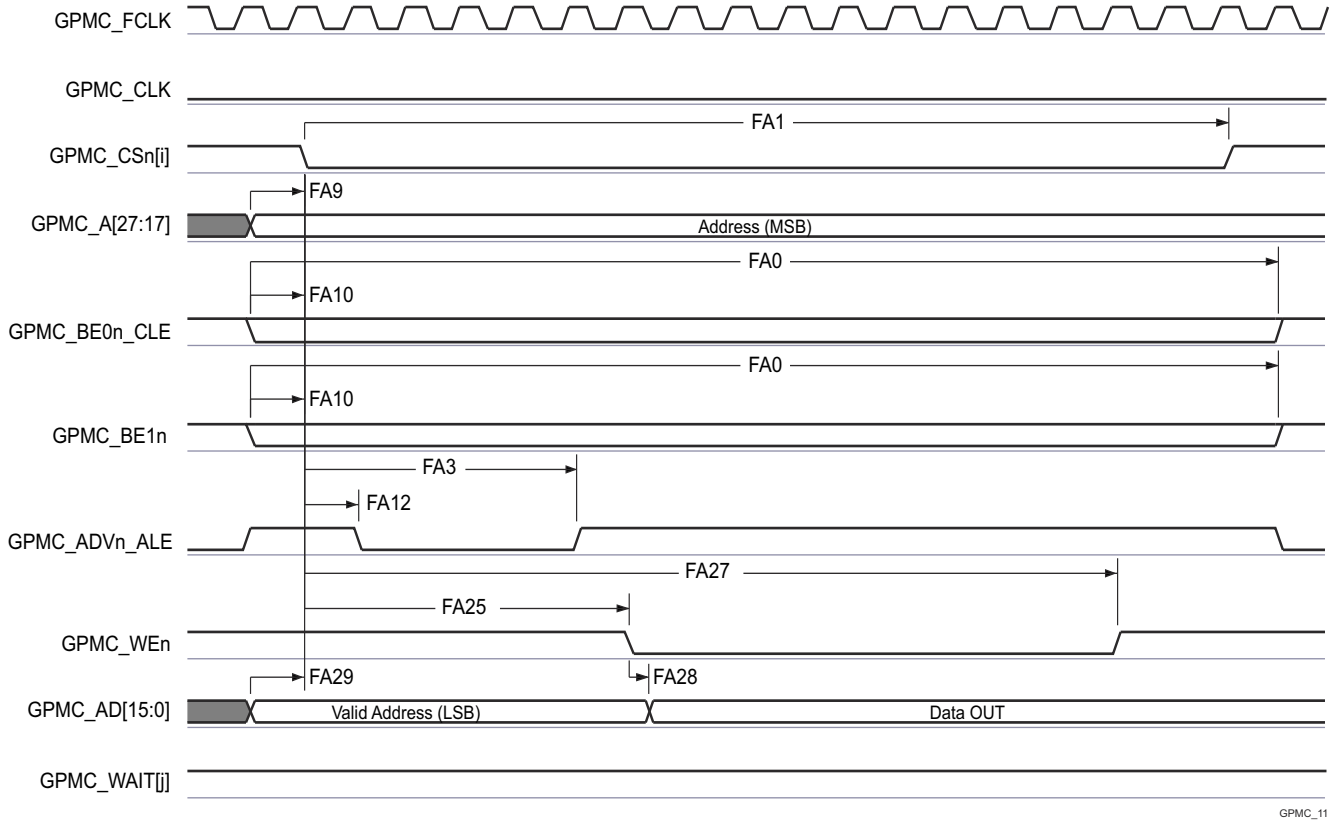 GPMC_FCLK
GPMC_CLK
FA1
GPMC_CSn[i]
FA9
GPMC_A[27:17]
Address (MSB)
FA0
FA10
GPMC_BE0n_CLE
FA0
FA10
GPMC_BE1n
FA3
FA12
GPMC_ADVn_ALE
FA27
FA25
GPMC_WEn
FA29
FA28
GPMC_AD[15:0]
Valid Address (LSB)
Data OUT
GPMC_WAIT[j]
GPMC_11